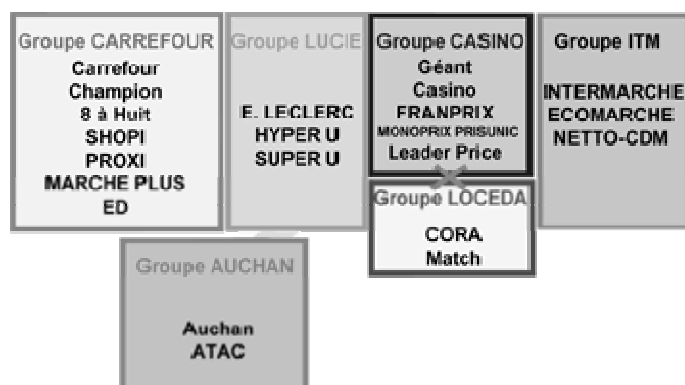 Groupe CARREFOUR
Carrefour
Champion
8 à Huit
SHOPI
PROXI
MARCHE PLUS
ED
Groupe LUCIE
E. LECLERC
HYPER U
SUPER U
Groupe CASINO
Géant
Casino
FRANPRIX
MONOPRIX PRISUNIC
Leader Price
Groupe ITM
INTERMARCHE
ECOMARCHE
NETTO-CDM
Groupe LOCEDA
CORA
Match
Groupe AUCHAN
Auchan
ATAC